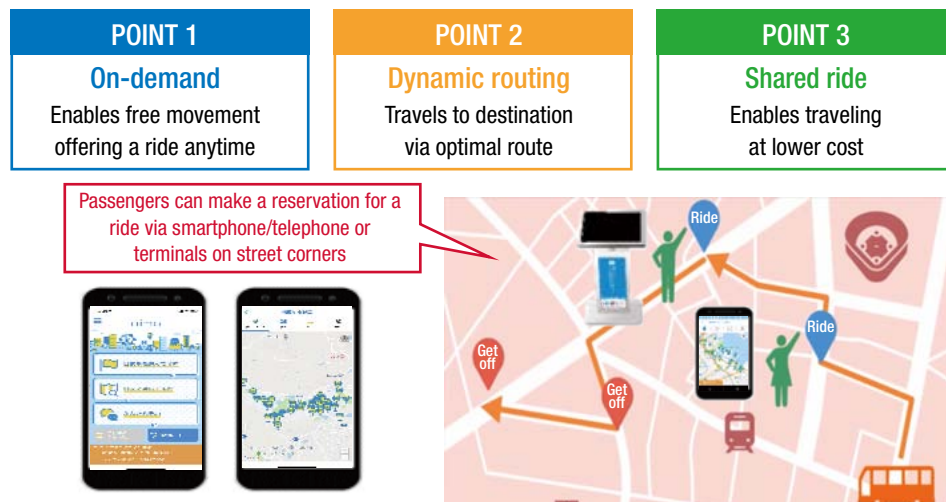 POINT 1
On-demand
Enables free movement
offering a ride anytime
POINT 2
Dynamic routing
Travels to destination
via optimal route
POINT 3
Shared ride
Enables traveling
at lower cost
Passengers can make a reservation for a
ride via smartphone/telephone or
terminals on street corners
Ride
Ride
Get
off
Get
off